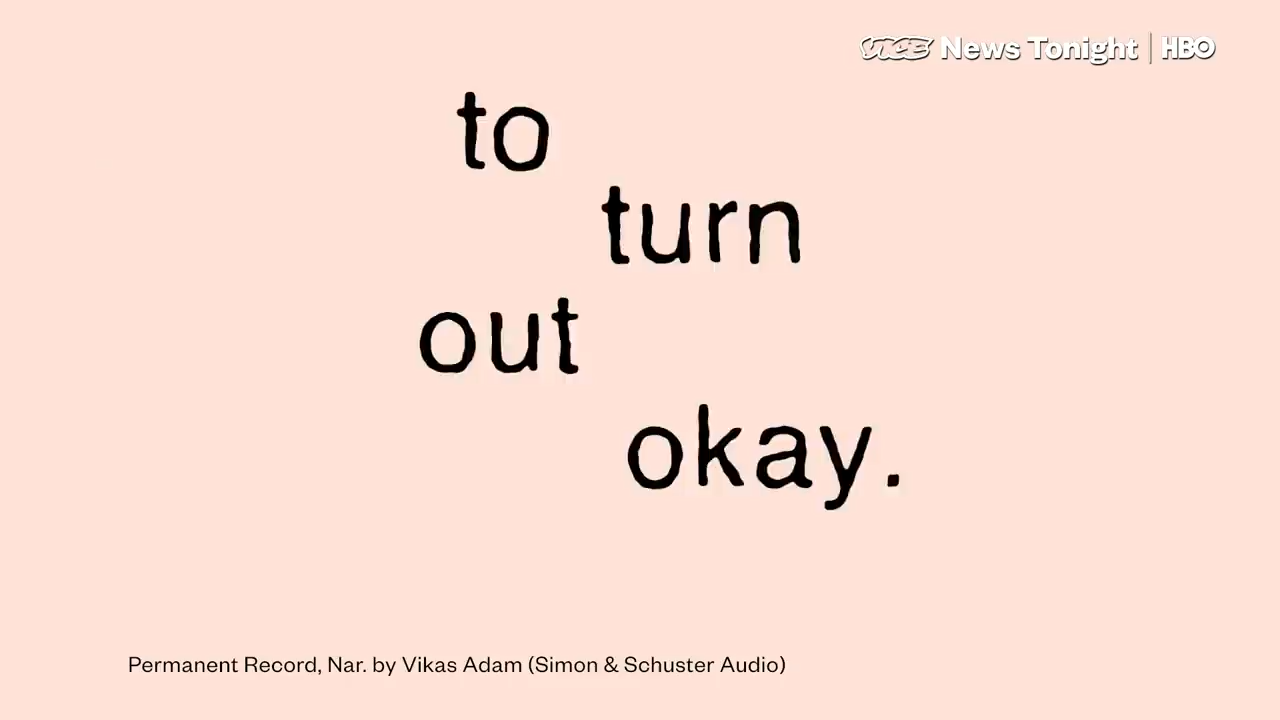 VICE News Tonight | HBO
to
turn
out
okay.
Permanent Record, Nar. by Vikas Adam (Simon & Schuster Audio)